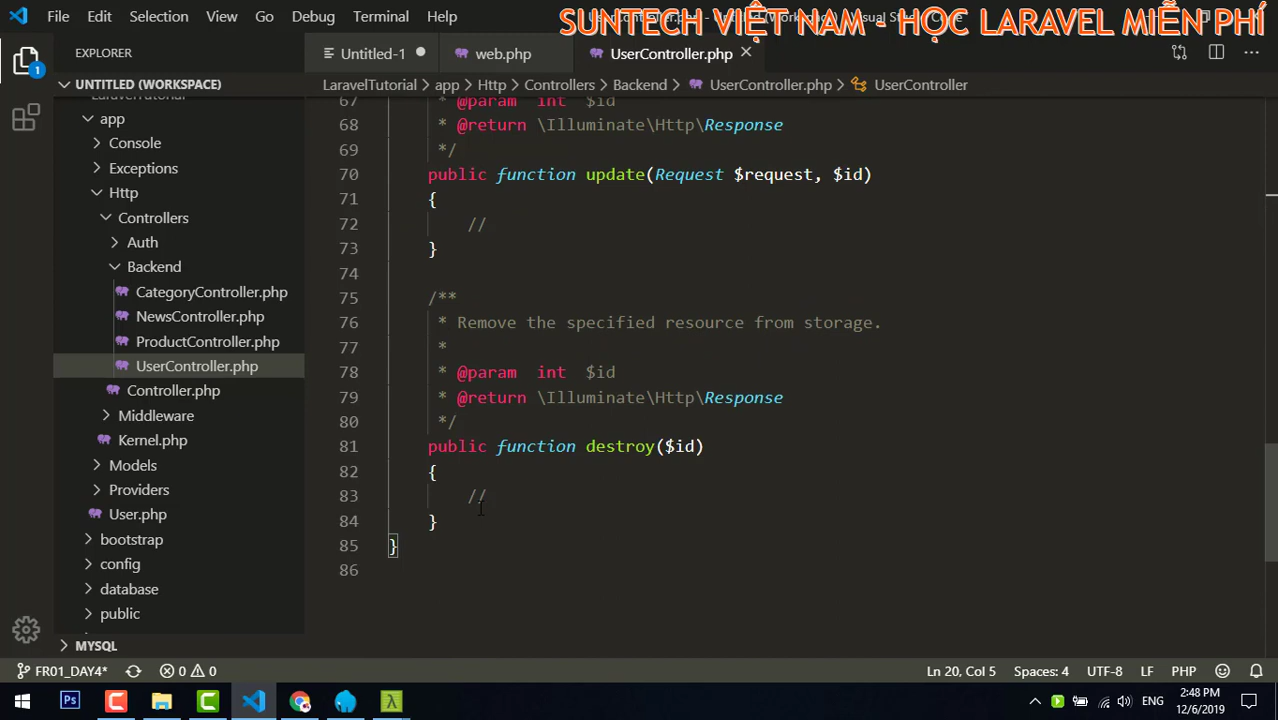 File Edit Selection View Go Debug Terminal Help
SUNTECH VIỆT NAM - HỌC LARAVEL MIỄN PHÍ
EXPLORER
Untitled-1
web.php
UserController.php
1
UNTITLED (WORKSPACE)
LaravelTutorial
app
Console
Exceptions
Http
Controllers
Auth
Backend
CategoryController.php
NewsController.php
ProductController.php
UserController.php
Controller.php
Middleware
Kernel.php
Models
Providers
User.php
bootstrap
config
database
public
MYSQL
LaravelTutorial > app > Http > Controllers > Backend > UserController.php > UserController
67 * @param int $id
68 * @return \Illuminate\Http\Response
69 */
70 public function update(Request $request, $id)
71 {
72 //
73 }
74
75 /**
76 * Remove the specified resource from storage.
77 *
78 * @param int $id
79 * @return \Illuminate\Http\Response
80 */
81 public function destroy($id)
82 {
83 //
84 }
85 }
86
FR01_DAY4* 0 0 Ln 20, Col 5 Spaces: 4 UTF-8 LF PHP
Ps
ENG
2:48 PM
12/6/2019